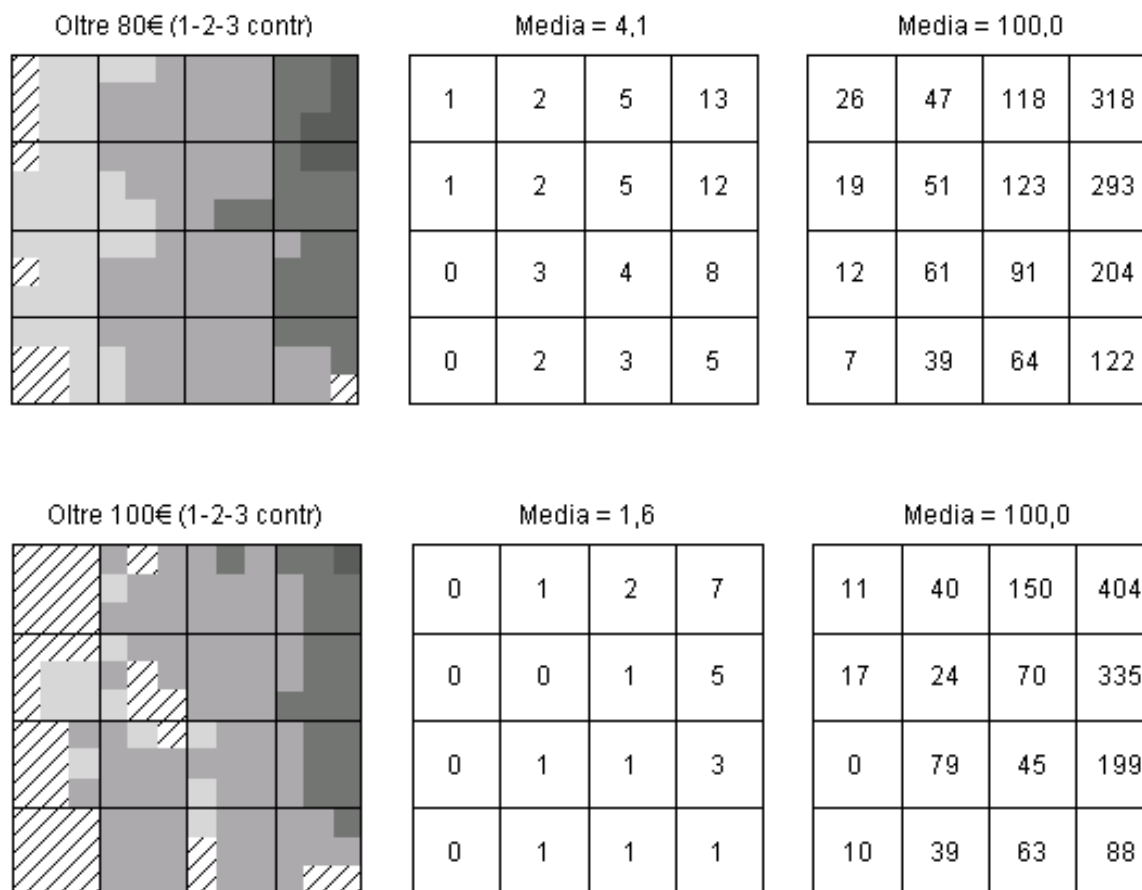 Oltre 80€ (1-2-3 contr) Media = 4,1 Media = 100,0
1 2 5 13 26 47 118 318
1 2 5 12 19 51 123 293
0 3 4 8 12 61 91 204
0 2 3 5 7 39 64 122
Oltre 100€ (1-2-3 contr) Media = 1,6 Media = 100,0
0 1 2 7 11 40 150 404
0 0 1 5 17 24 70 335
0 1 1 3 0 79 45 199
0 1 1 1 10 39 63 88